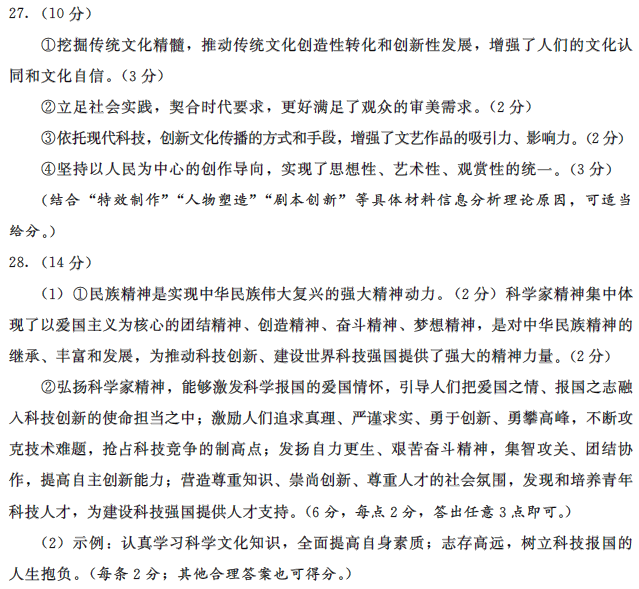 27.（10 分）
①挖掘传统文化精髓，推动传统文化创造性转化和创新性发展，增强了人们的文化认
同和文化自信。（3 分）
②立足社会实践，契合时代要求，更好满足了观众的审美需求。（2 分）
③依托现代科技，创新文化传播的方式和手段，增强了文艺作品的吸引力、影响力。（2 分）
④坚持以人民为中心的创作导向，实现了思想性、艺术性、观赏性的统一。（3 分）
（结合“特效制作”“人物塑造”“剧本创新”等具体材料信息分析理论原因，可适当
给分。）
28.（14 分）
（1）①民族精神是实现中华民族伟大复兴的强大精神动力。（2 分）科学家精神集中体
现了以爱国主义为核心的团结精神、创造精神、奋斗精神、梦想精神，是对中华民族精神的
继承、丰富和发展，为推动科技创新、建设世界科技强国提供了强大的精神力量。（2 分）
②弘扬科学家精神，能够激发科学报国的爱国情怀，引导人们把爱国之情、报国之志融
入科技创新的使命担当之中；激励人们追求真理、严谨求实、勇于创新、勇攀高峰，不断攻
克技术难题，抢占科技竞争的制高点；发扬自力更生、艰苦奋斗精神，集智攻关、团结协
作，提高自主创新能力；营造尊重知识、崇尚创新、尊重人才的社会氛围，发现和培养青年
科技人才，为建设科技强国提供人才支持。（6 分，每点 2 分，答出任意 3 点即可。）
（2）示例：认真学习科学文化知识，全面提高自身素质；志存高远，树立科技报国的
人生抱负。（每条 2 分；其他合理答案也可得分。）